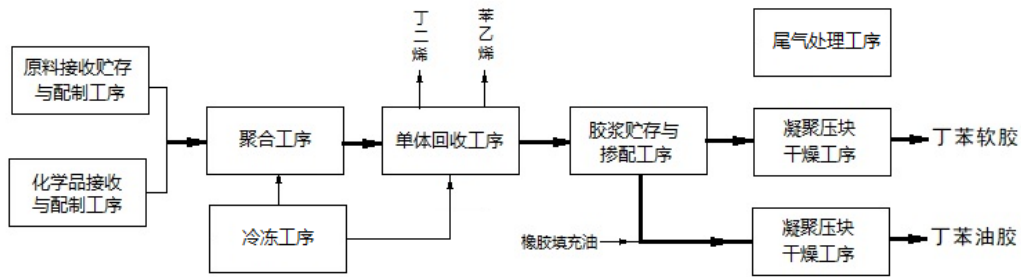 丁二烯
苯乙烯
尾气处理工序
原料接收贮存
与配制工序
聚合工序
单体回收工序
胶浆贮存与
掺配工序
凝聚压块
干燥工序
丁苯软胶
化学品接收
与配制工序
冷冻工序
橡胶填充油
凝聚压块
干燥工序
丁苯油胶